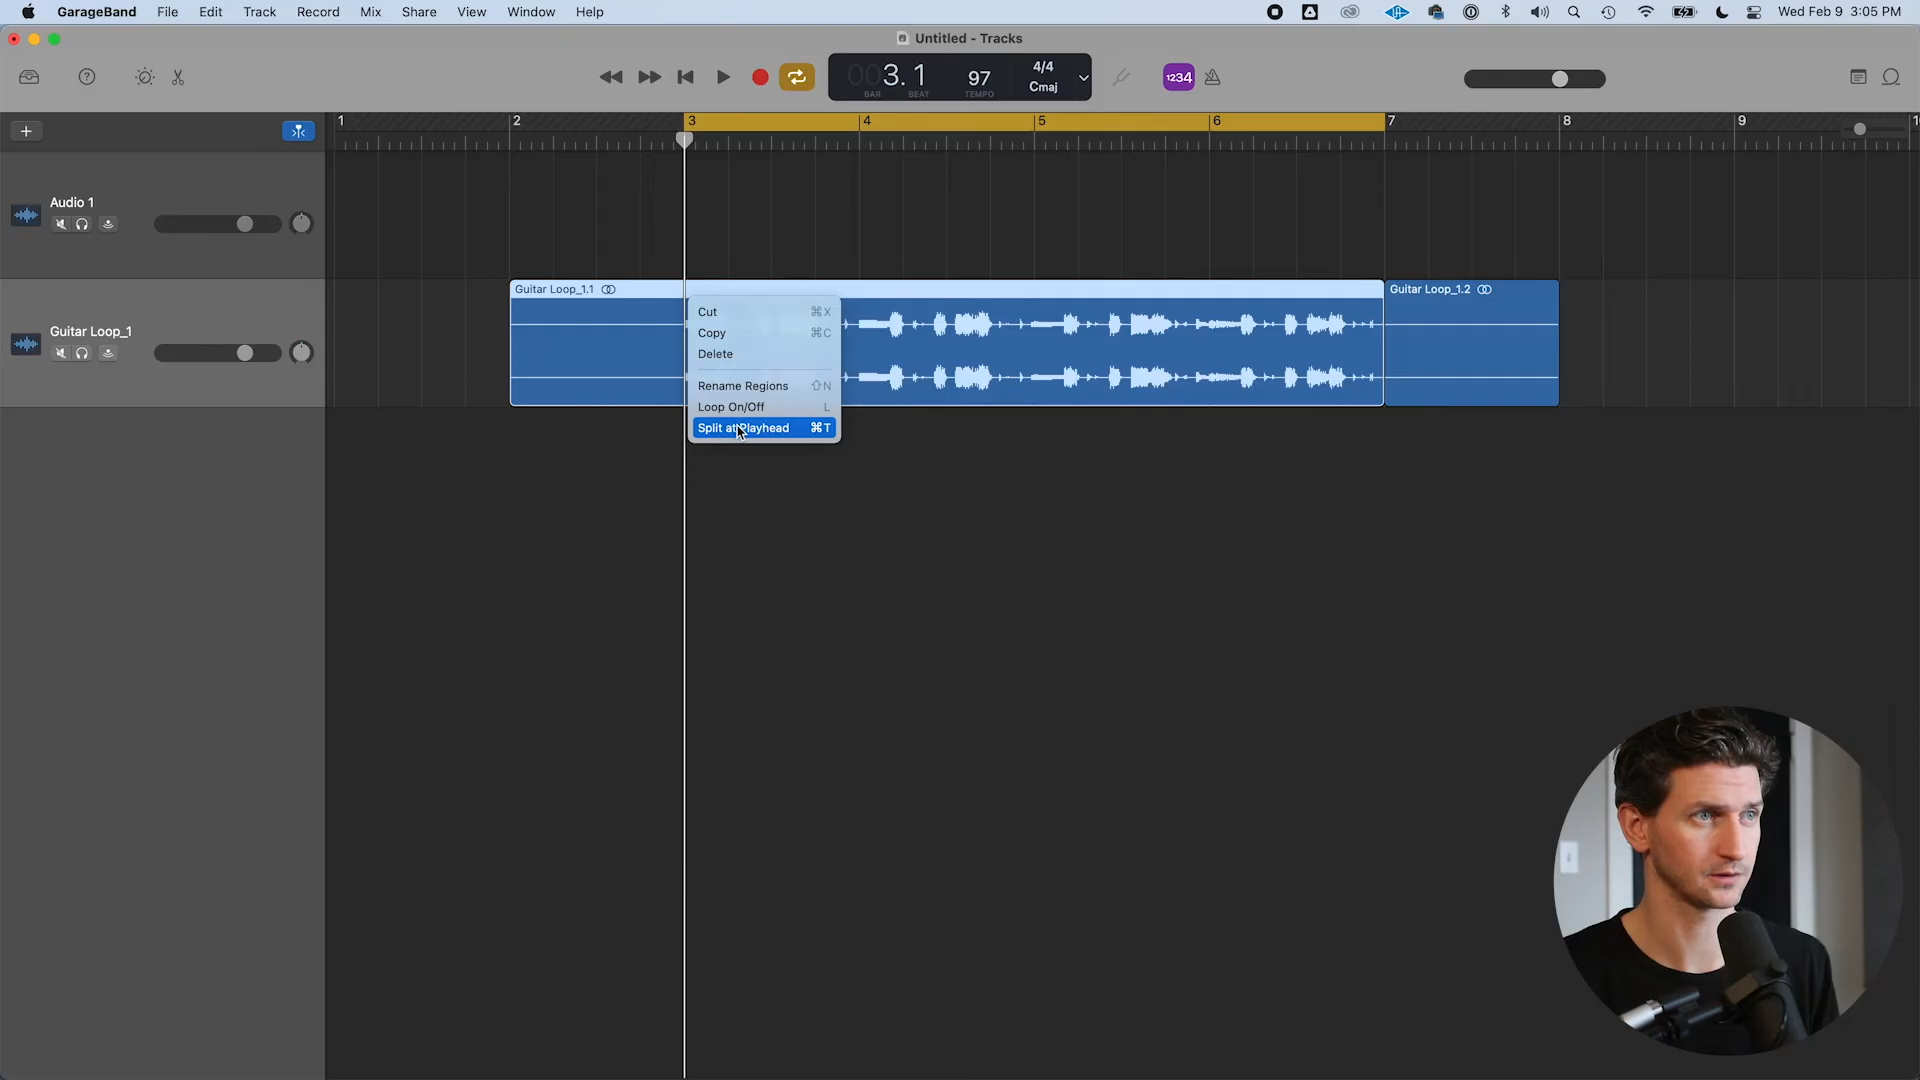 GarageBand File Edit Track Record Mix Share View Window Help Wed Feb 9 3:05 PM
Untitled - Tracks
003.1 97 4/4
Cmaj
BAR BEAT TEMPO
1234
1 2 3 4 5 6 7 8 9 10
Audio 1
Guitar Loop_1.1 Guitar Loop_1.2
Guitar Loop_1
Cut ⌘X
Copy ⌘C
Delete
Rename Regions ⇧N
Loop On/Off L
Split at Playhead ⌘T